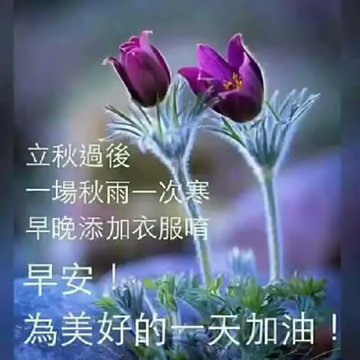 立秋過後
一場秋雨一次寒
早晚添加衣服唷
早安！
為美好的一天加油！